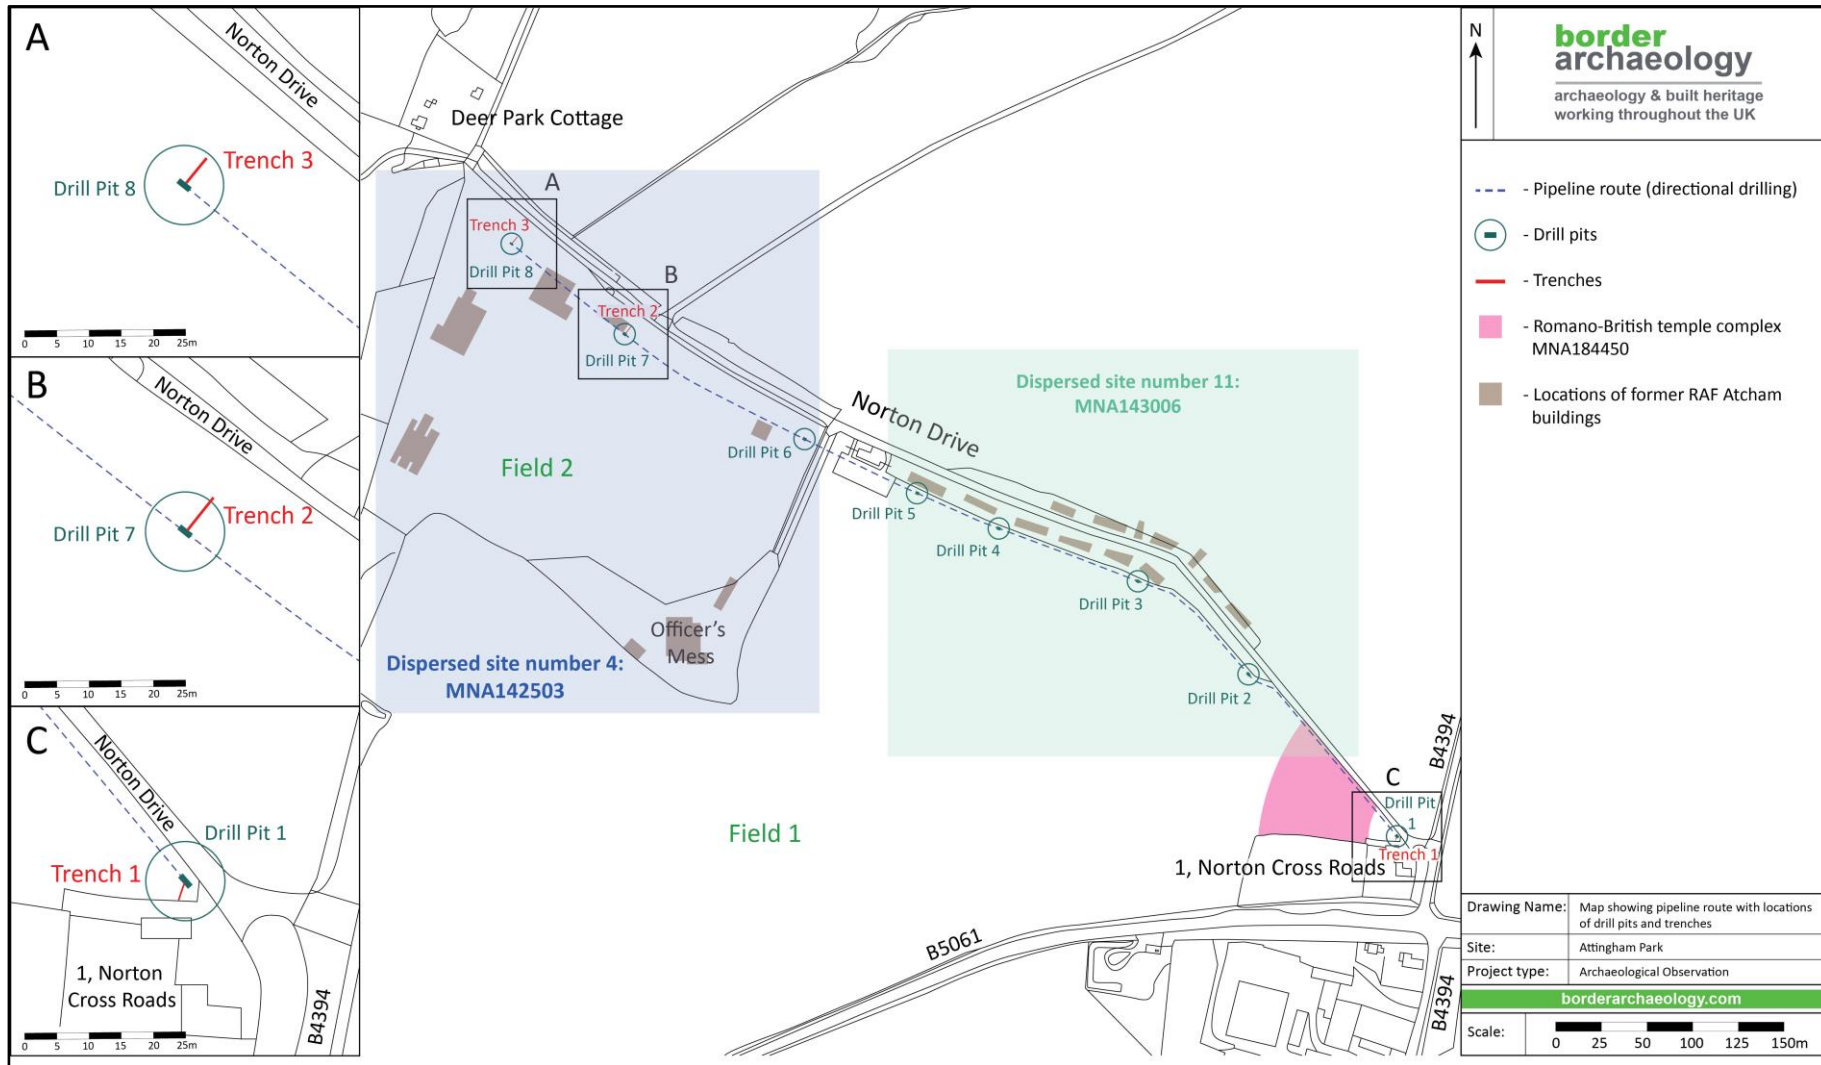 A
Norton Drive
Trench 3
Drill Pit 8
0 5 10 15 20 25m
B
Norton Drive
Trench 2
Drill Pit 7
0 5 10 15 20 25m
C
Norton Drive
Drill Pit 1
Trench 1
1, Norton
Cross Roads
B4394
0 5 10 15 20 25m
Deer Park Cottage
A
Trench 3
Drill Pit 8
B
Trench 2
Drill Pit 7
Dispersed site number 11:
MNA143006
Norton Drive
Drill Pit 6
Field 2
Drill Pit 5
Drill Pit 4
Drill Pit 3
Officer's
Mess
Dispersed site number 4:
MNA142503
Drill Pit 2
B4394
C
Drill Pit
1
Trench 1
Field 1
1, Norton Cross Roads
B5061
B4394
N
border
archaeology
archaeology & built heritage
working throughout the UK
- Pipeline route (directional drilling)
- Drill pits
- Trenches
- Romano-British temple complex
MNA184450
- Locations of former RAF Atcham
buildings
Drawing Name: Map showing pipeline route with locations
of drill pits and trenches
Site: Attingham Park
Project type: Archaeological Observation
borderarchaeology.com
Scale:
0 25 50 100 125 150m